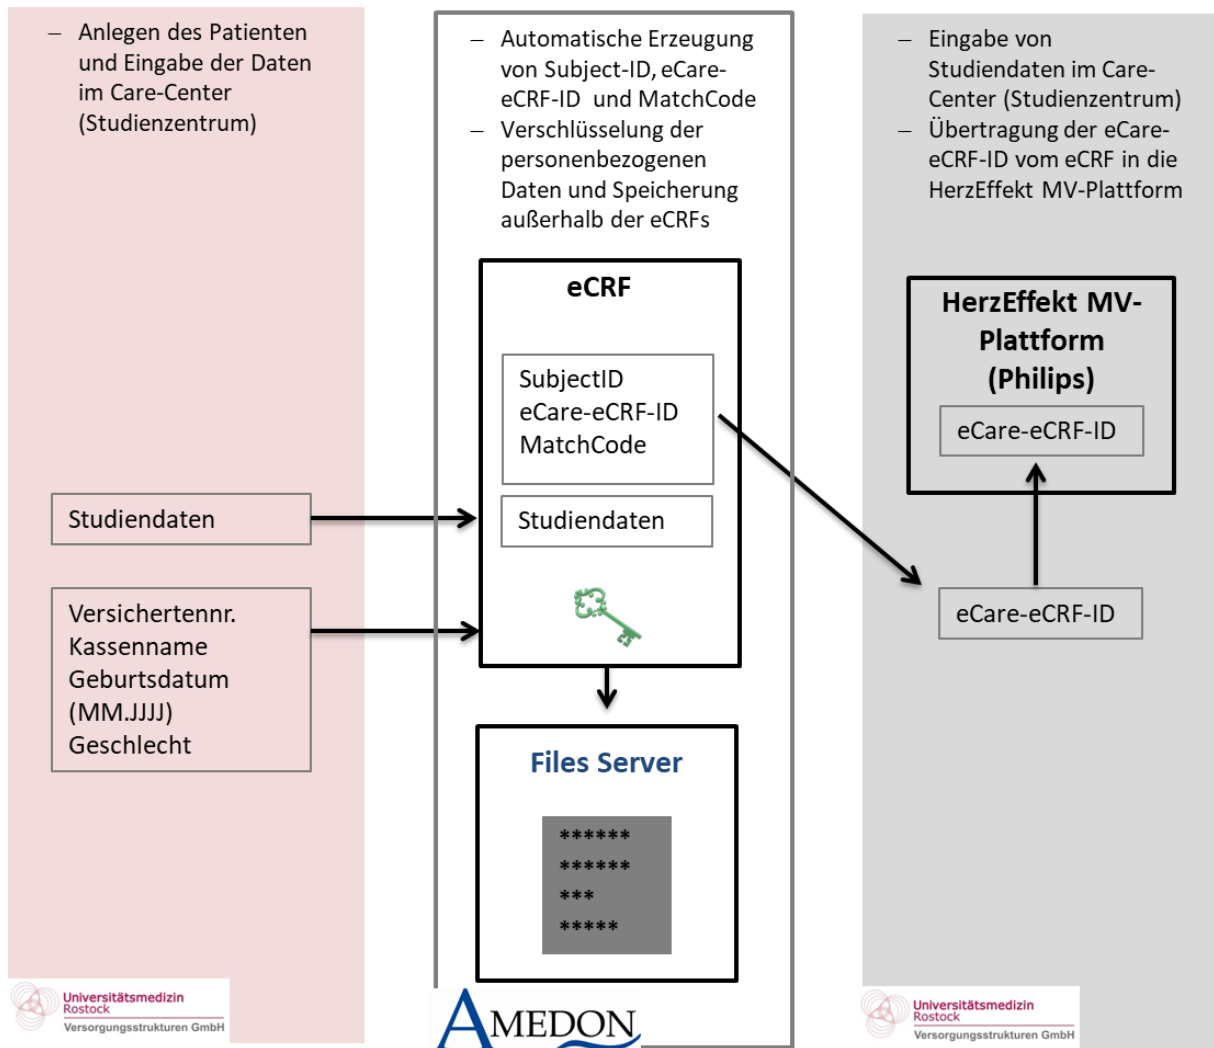 – Anlegen des Patienten
und Eingabe der Daten
im Care-Center
(Studienzentrum)
Studiendaten
Versichertennr.
Kassenname
Geburtsdatum
(MM.JJJJ)
Geschlecht
Universitätsmedizin
Rostock
Versorgungsstrukturen GmbH
– Automatische Erzeugung
von Subject-ID, eCare-
eCRF-ID und MatchCode
– Verschlüsselung der
personenbezogenen
Daten und Speicherung
außerhalb der eCRFs
eCRF
SubjectID
eCare-eCRF-ID
MatchCode
Studiendaten
Files Server
******
******
***
*****
AMEDON
– Eingabe von
Studiendaten im Care-
Center (Studienzentrum)
– Übertragung der eCare-
eCRF-ID vom eCRF in die
HerzEffekt MV-Plattform
HerzEffekt MV-
Plattform
(Philips)
eCare-eCRF-ID
eCare-eCRF-ID
Universitätsmedizin
Rostock
Versorgungsstrukturen GmbH